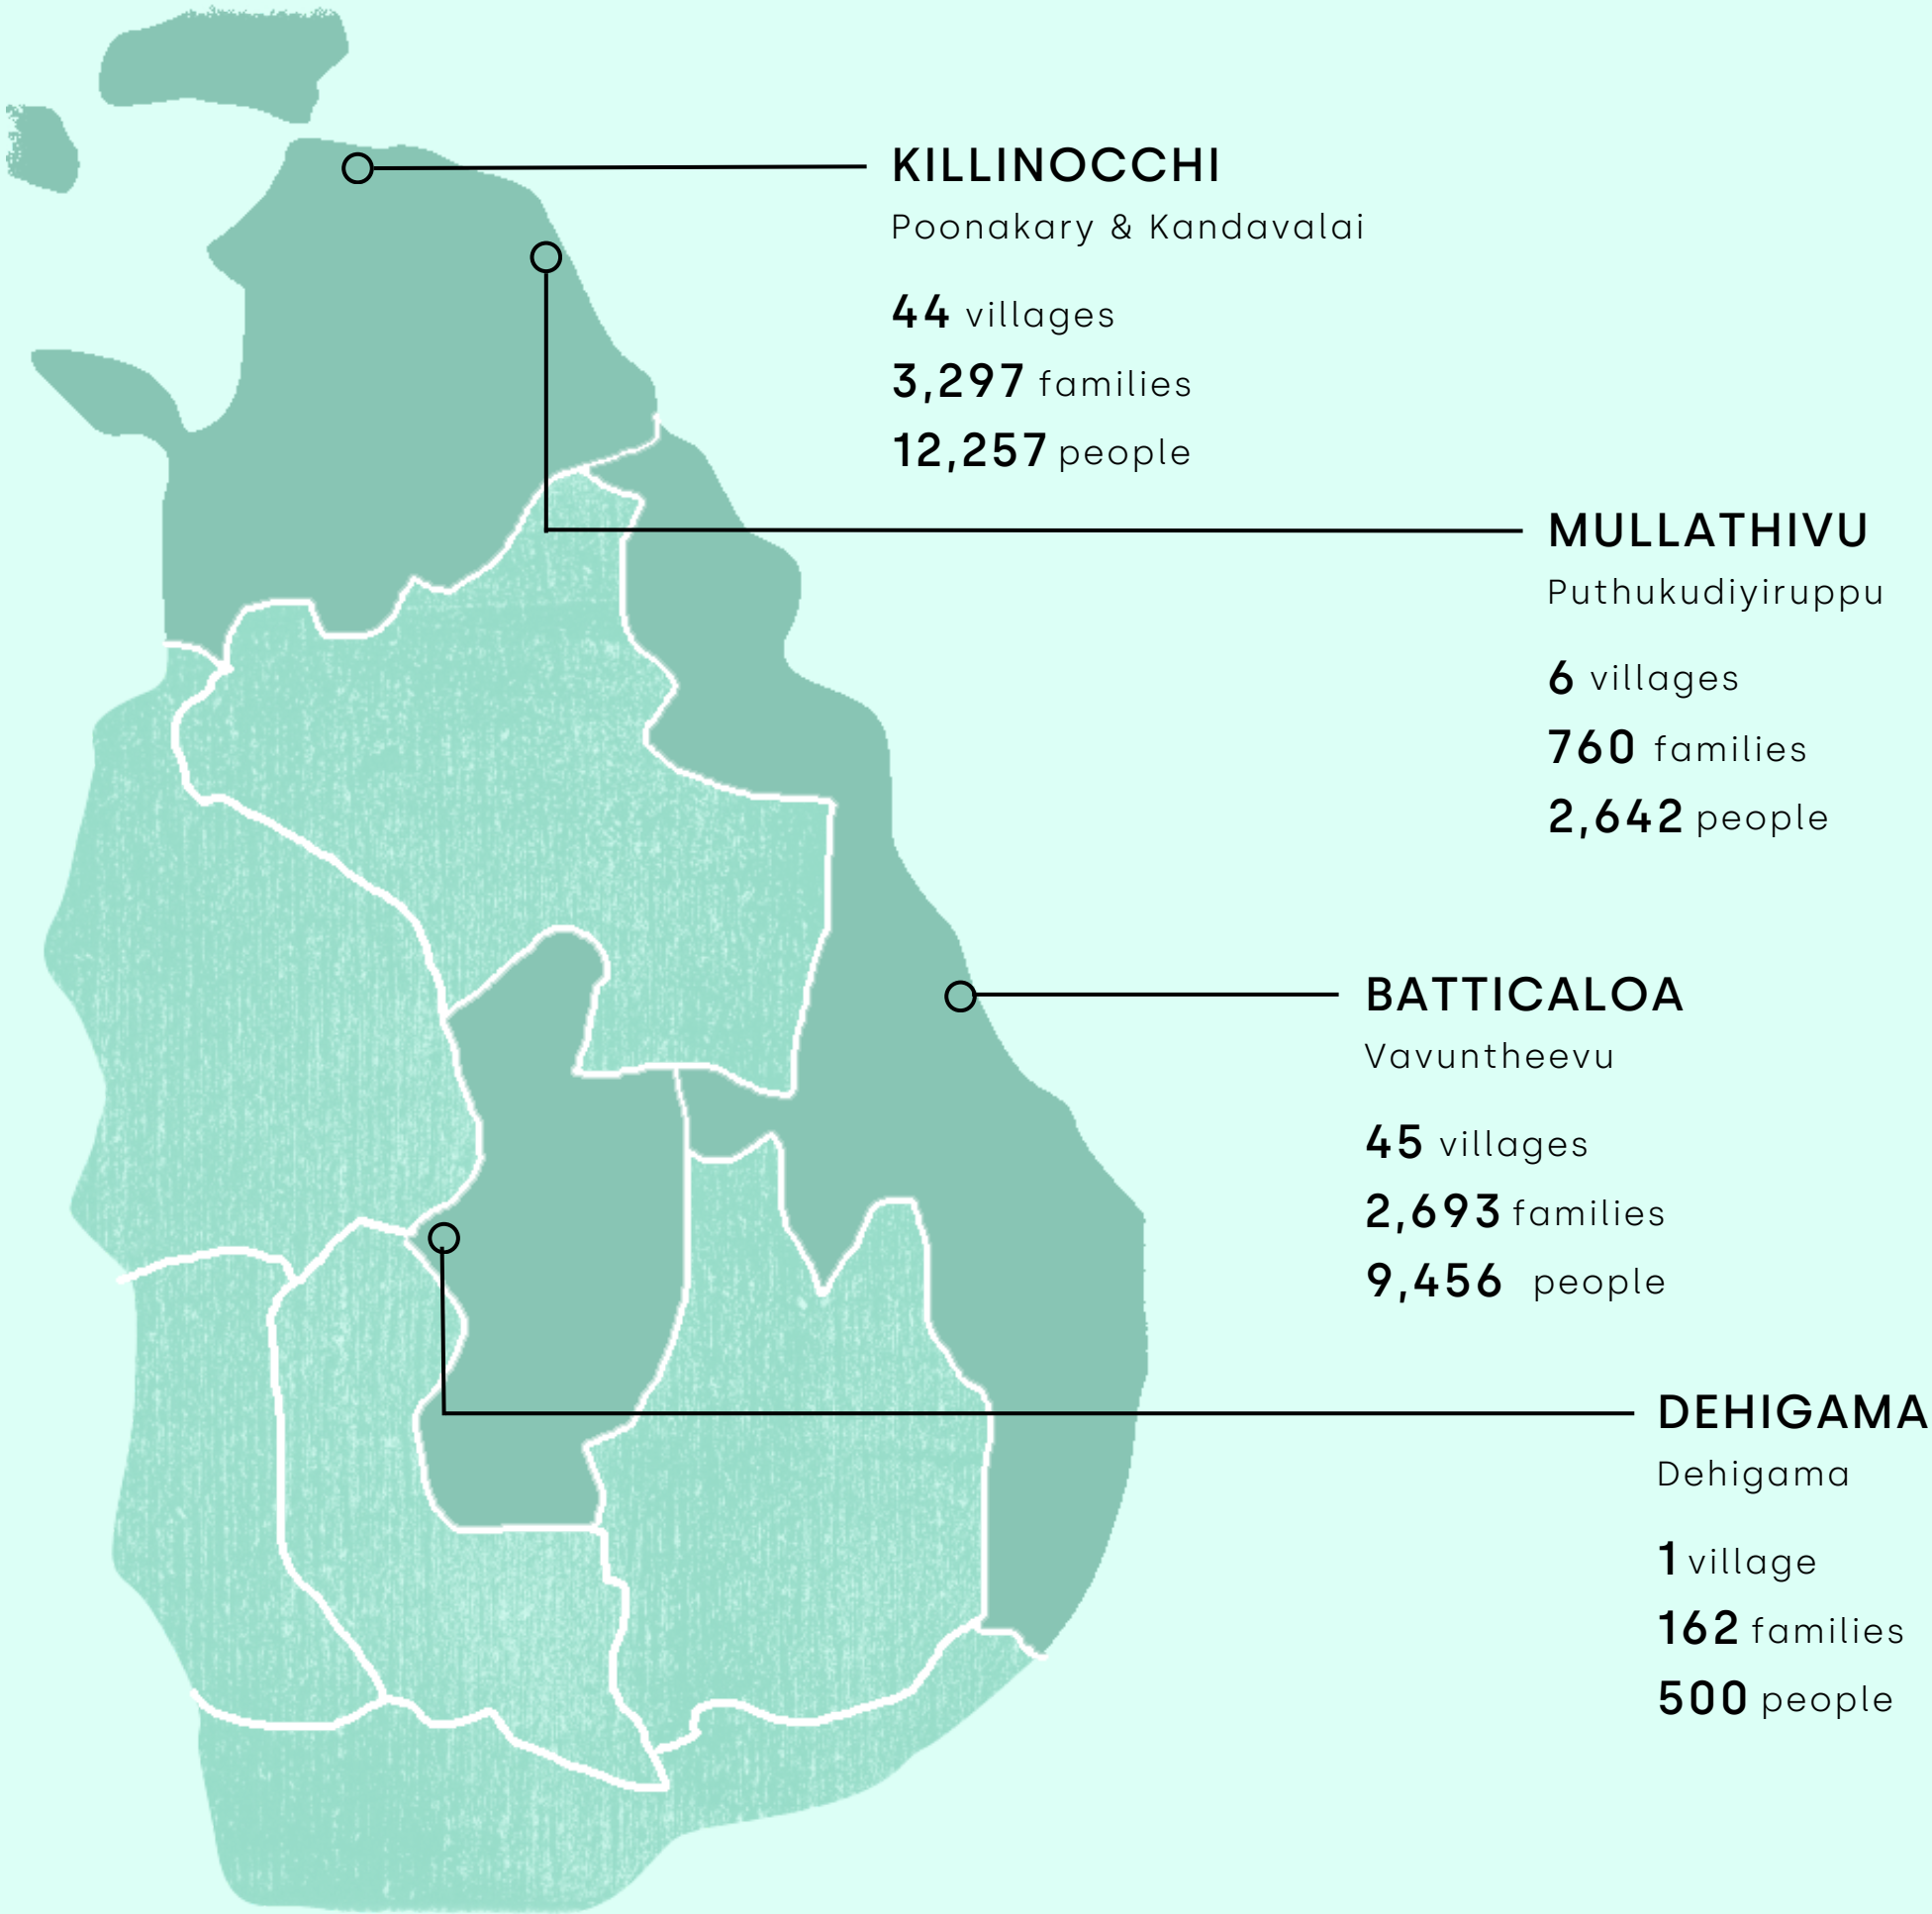 KILLINOCCHI
Poonakary & Kandavalai
44 villages
3,297 families
12,257 people
MULLATHIVU
Puthukudiyiruppu
6 villages
760 families
2,642 people
BATTICALOA
Vavuntheevu
45 villages
2,693 families
9,456 people
DEHIGAMA
Dehigama
1 village
162 families
500 people